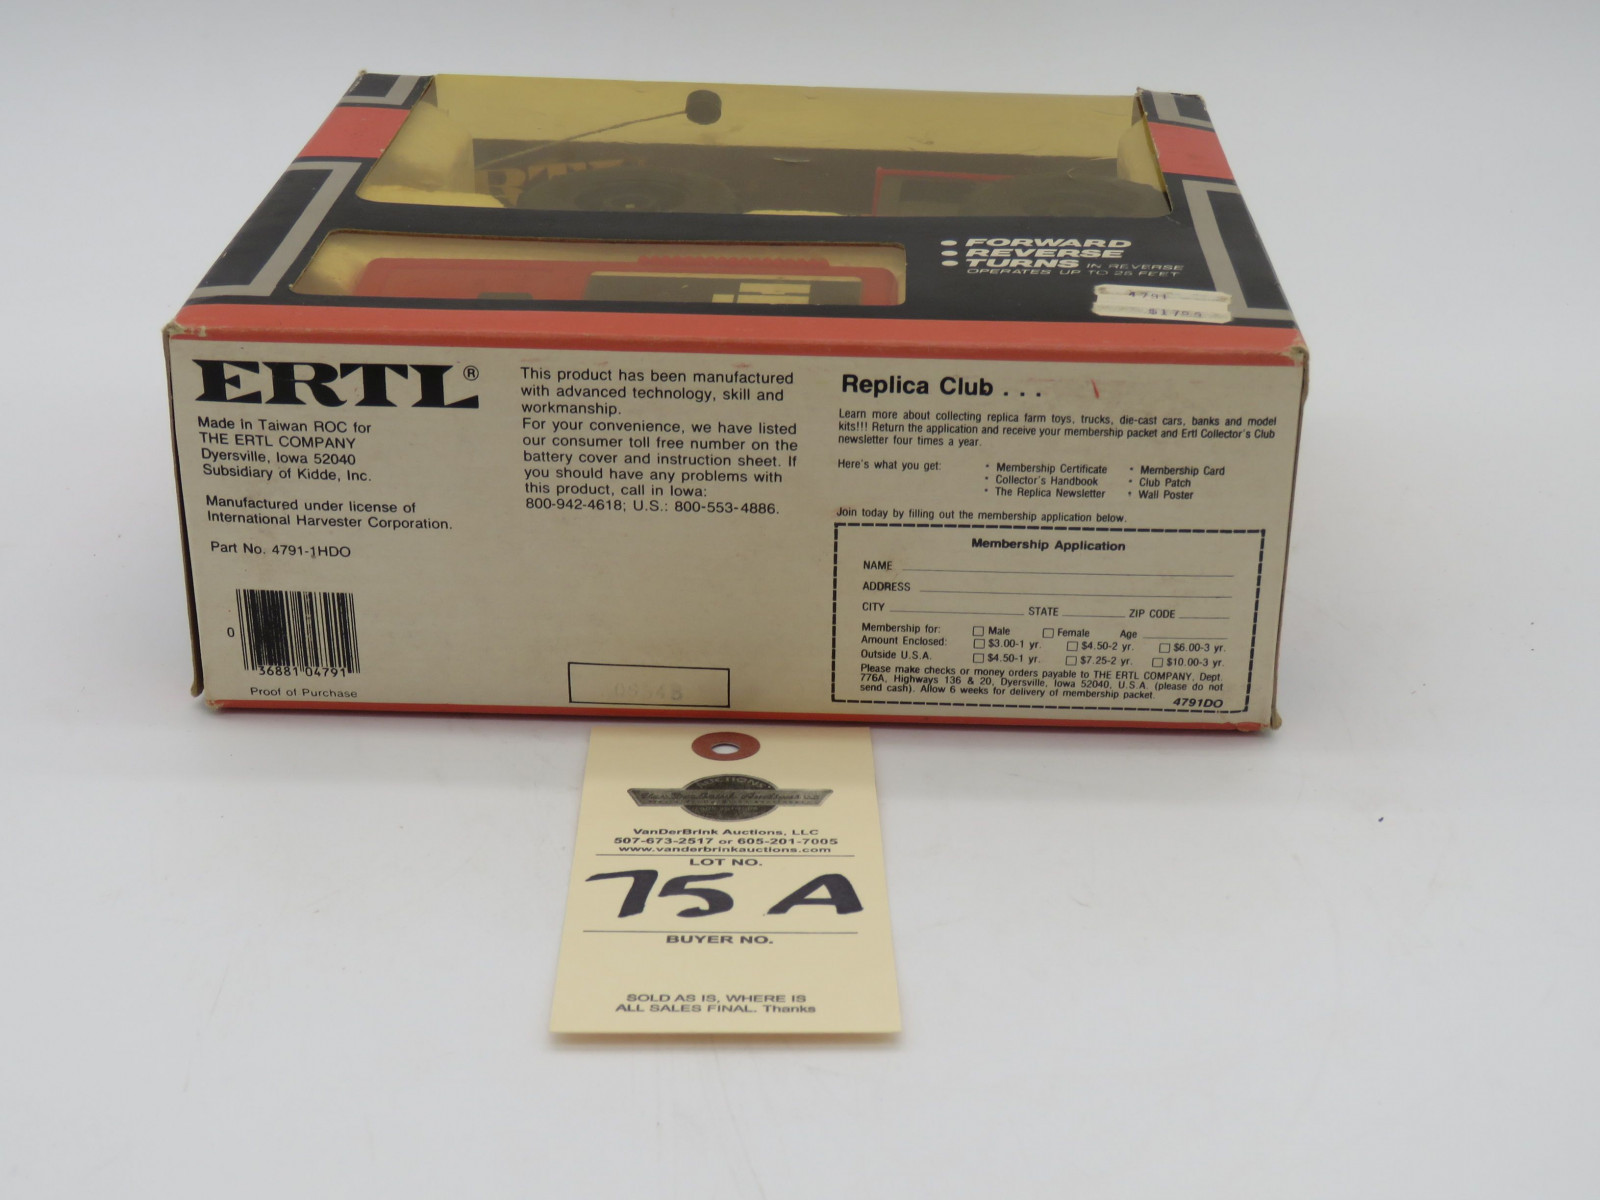 • FORWARD
• REVERSE
• TURNS IN REVERSE
OPERATES UP TO 25 FEET
4791
ERTL®
Made in Taiwan ROC for
THE ERTL COMPANY
Dyersville, Iowa 52040
Subsidiary of Kidde, Inc.
Manufactured under license of
International Harvester Corporation.
Part No. 4791-1HDO
0
36881 04791
Proof of Purchase
This product has been manufactured
with advanced technology, skill and
workmanship.
For your convenience, we have listed
our consumer toll free number on the
battery cover and instruction sheet. If
you should have any problems with
this product, call in Iowa:
800-942-4618; U.S.: 800-553-4886.
Replica Club . . .
Learn more about collecting replica farm toys, trucks, die-cast cars, banks and model
kits!!! Return the application and receive your membership packet and Ertl Collector's Club
newsletter four times a year.
Here's what you get:
• Membership Certificate
• Collector's Handbook
• The Replica Newsletter
• Membership Card
• Club Patch
• Wall Poster
Join today by filling out the membership application below.
Membership Application
NAME
ADDRESS
CITY STATE ZIP CODE
Membership for: Male Female Age
Amount Enclosed: $3.00-1 yr. $4.50-2 yr. $6.00-3 yr.
Outside U.S.A. $4.50-1 yr. $7.25-2 yr. $10.00-3 yr.
Please make checks or money orders payable to THE ERTL COMPANY, Dept.
776A, Highways 136 & 20, Dyersville, Iowa 52040, U.S.A. (please do not
send cash). Allow 6 weeks for delivery of membership packet.
4791DO
AUCTIONS
VanDerBrink Auctions, LLC
507-673-2517 or 605-201-7005
www.vanderbrinkauctions.com
LOT NO.
75 A
BUYER NO.
SOLD AS IS, WHERE IS
ALL SALES FINAL. Thanks